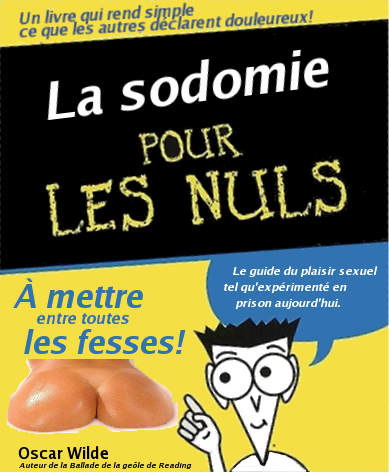 Un livre qui rend simple
ce que les autres déclarent douleureux!
La sodomie
POUR
LES NULS
Le guide du plaisir sexuel
tel qu'expérimenté en
prison aujourd'hui.
À mettre
entre toutes
les fesses!
Oscar Wilde
Auteur de la Ballade de la geôle de Reading